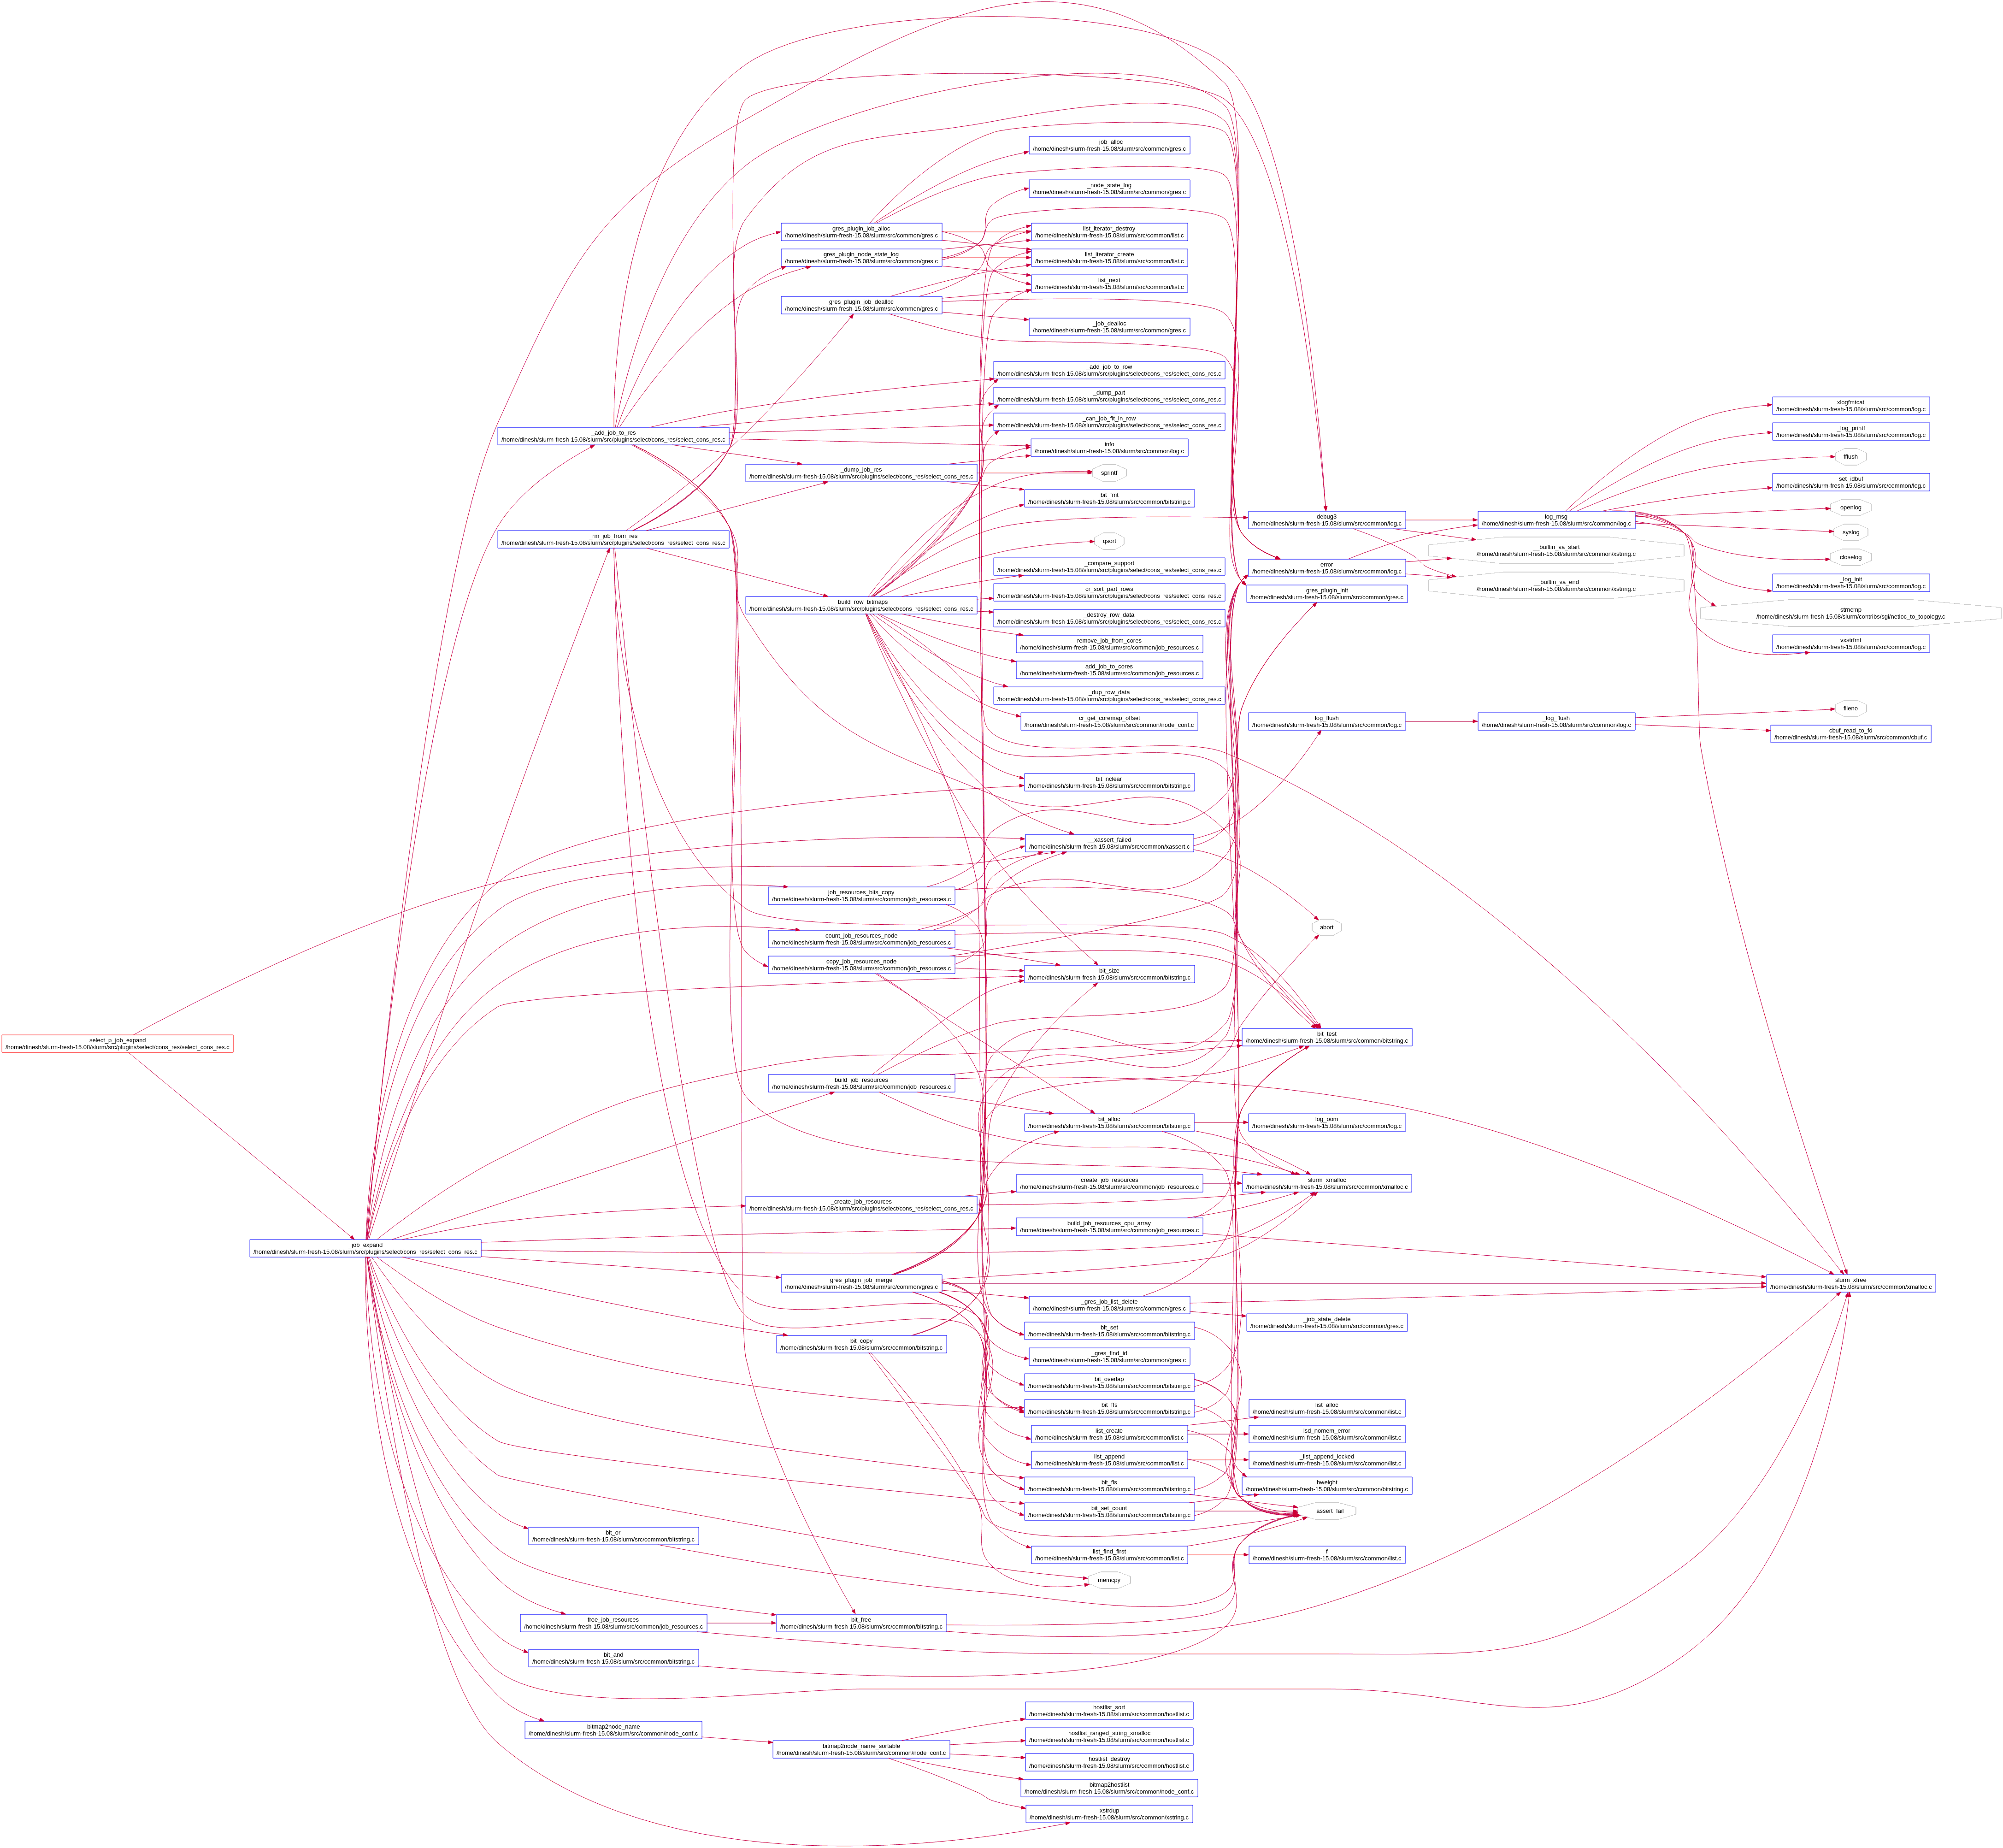 select_p_job_expand
/home/dinesh/slurm-fresh-15.08/slurm/src/plugins/select/cons_res/select_cons_res.c
_job_expand
/home/dinesh/slurm-fresh-15.08/slurm/src/plugins/select/cons_res/select_cons_res.c
_add_job_to_res
/home/dinesh/slurm-fresh-15.08/slurm/src/plugins/select/cons_res/select_cons_res.c
_rm_job_from_res
/home/dinesh/slurm-fresh-15.08/slurm/src/plugins/select/cons_res/select_cons_res.c
bit_or
/home/dinesh/slurm-fresh-15.08/slurm/src/common/bitstring.c
free_job_resources
/home/dinesh/slurm-fresh-15.08/slurm/src/common/job_resources.c
bit_and
/home/dinesh/slurm-fresh-15.08/slurm/src/common/bitstring.c
bitmap2node_name
/home/dinesh/slurm-fresh-15.08/slurm/src/common/node_conf.c
gres_plugin_job_alloc
/home/dinesh/slurm-fresh-15.08/slurm/src/common/gres.c
gres_plugin_node_state_log
/home/dinesh/slurm-fresh-15.08/slurm/src/common/gres.c
gres_plugin_job_dealloc
/home/dinesh/slurm-fresh-15.08/slurm/src/common/gres.c
_dump_job_res
/home/dinesh/slurm-fresh-15.08/slurm/src/plugins/select/cons_res/select_cons_res.c
_build_row_bitmaps
/home/dinesh/slurm-fresh-15.08/slurm/src/plugins/select/cons_res/select_cons_res.c
job_resources_bits_copy
/home/dinesh/slurm-fresh-15.08/slurm/src/common/job_resources.c
count_job_resources_node
/home/dinesh/slurm-fresh-15.08/slurm/src/common/job_resources.c
copy_job_resources_node
/home/dinesh/slurm-fresh-15.08/slurm/src/common/job_resources.c
build_job_resources
/home/dinesh/slurm-fresh-15.08/slurm/src/common/job_resources.c
_create_job_resources
/home/dinesh/slurm-fresh-15.08/slurm/src/plugins/select/cons_res/select_cons_res.c
gres_plugin_job_merge
/home/dinesh/slurm-fresh-15.08/slurm/src/common/gres.c
bit_copy
/home/dinesh/slurm-fresh-15.08/slurm/src/common/bitstring.c
bit_free
/home/dinesh/slurm-fresh-15.08/slurm/src/common/bitstring.c
bitmap2node_name_sortable
/home/dinesh/slurm-fresh-15.08/slurm/src/common/node_conf.c
_job_alloc
/home/dinesh/slurm-fresh-15.08/slurm/src/common/gres.c
_node_state_log
/home/dinesh/slurm-fresh-15.08/slurm/src/common/gres.c
list_iterator_destroy
/home/dinesh/slurm-fresh-15.08/slurm/src/common/list.c
list_iterator_create
/home/dinesh/slurm-fresh-15.08/slurm/src/common/list.c
list_next
/home/dinesh/slurm-fresh-15.08/slurm/src/common/list.c
_job_dealloc
/home/dinesh/slurm-fresh-15.08/slurm/src/common/gres.c
_add_job_to_row
/home/dinesh/slurm-fresh-15.08/slurm/src/plugins/select/cons_res/select_cons_res.c
_dump_part
/home/dinesh/slurm-fresh-15.08/slurm/src/plugins/select/cons_res/select_cons_res.c
_can_job_fit_in_row
/home/dinesh/slurm-fresh-15.08/slurm/src/plugins/select/cons_res/select_cons_res.c
info
/home/dinesh/slurm-fresh-15.08/slurm/src/common/log.c
sprintf
bit_fmt
/home/dinesh/slurm-fresh-15.08/slurm/src/common/bitstring.c
qsort
_compare_support
/home/dinesh/slurm-fresh-15.08/slurm/src/plugins/select/cons_res/select_cons_res.c
cr_sort_part_rows
/home/dinesh/slurm-fresh-15.08/slurm/src/plugins/select/cons_res/select_cons_res.c
_destroy_row_data
/home/dinesh/slurm-fresh-15.08/slurm/src/plugins/select/cons_res/select_cons_res.c
remove_job_from_cores
/home/dinesh/slurm-fresh-15.08/slurm/src/common/job_resources.c
add_job_to_cores
/home/dinesh/slurm-fresh-15.08/slurm/src/common/job_resources.c
_dup_row_data
/home/dinesh/slurm-fresh-15.08/slurm/src/plugins/select/cons_res/select_cons_res.c
cr_get_coremap_offset
/home/dinesh/slurm-fresh-15.08/slurm/src/common/node_conf.c
bit_nclear
/home/dinesh/slurm-fresh-15.08/slurm/src/common/bitstring.c
__xassert_failed
/home/dinesh/slurm-fresh-15.08/slurm/src/common/xassert.c
bit_size
/home/dinesh/slurm-fresh-15.08/slurm/src/common/bitstring.c
bit_alloc
/home/dinesh/slurm-fresh-15.08/slurm/src/common/bitstring.c
create_job_resources
/home/dinesh/slurm-fresh-15.08/slurm/src/common/job_resources.c
build_job_resources_cpu_array
/home/dinesh/slurm-fresh-15.08/slurm/src/common/job_resources.c
_gres_job_list_delete
/home/dinesh/slurm-fresh-15.08/slurm/src/common/gres.c
bit_set
/home/dinesh/slurm-fresh-15.08/slurm/src/common/bitstring.c
_gres_find_id
/home/dinesh/slurm-fresh-15.08/slurm/src/common/gres.c
bit_overlap
/home/dinesh/slurm-fresh-15.08/slurm/src/common/bitstring.c
bit_ffs
/home/dinesh/slurm-fresh-15.08/slurm/src/common/bitstring.c
list_create
/home/dinesh/slurm-fresh-15.08/slurm/src/common/list.c
list_append
/home/dinesh/slurm-fresh-15.08/slurm/src/common/list.c
bit_fls
/home/dinesh/slurm-fresh-15.08/slurm/src/common/bitstring.c
bit_set_count
/home/dinesh/slurm-fresh-15.08/slurm/src/common/bitstring.c
list_find_first
/home/dinesh/slurm-fresh-15.08/slurm/src/common/list.c
memcpy
hostlist_sort
/home/dinesh/slurm-fresh-15.08/slurm/src/common/hostlist.c
hostlist_ranged_string_xmalloc
/home/dinesh/slurm-fresh-15.08/slurm/src/common/hostlist.c
hostlist_destroy
/home/dinesh/slurm-fresh-15.08/slurm/src/common/hostlist.c
bitmap2hostlist
/home/dinesh/slurm-fresh-15.08/slurm/src/common/node_conf.c
xstrdup
/home/dinesh/slurm-fresh-15.08/slurm/src/common/xstring.c
debug3
/home/dinesh/slurm-fresh-15.08/slurm/src/common/log.c
error
/home/dinesh/slurm-fresh-15.08/slurm/src/common/log.c
gres_plugin_init
/home/dinesh/slurm-fresh-15.08/slurm/src/common/gres.c
log_flush
/home/dinesh/slurm-fresh-15.08/slurm/src/common/log.c
abort
bit_test
/home/dinesh/slurm-fresh-15.08/slurm/src/common/bitstring.c
log_oom
/home/dinesh/slurm-fresh-15.08/slurm/src/common/log.c
slurm_xmalloc
/home/dinesh/slurm-fresh-15.08/slurm/src/common/xmalloc.c
_job_state_delete
/home/dinesh/slurm-fresh-15.08/slurm/src/common/gres.c
list_alloc
/home/dinesh/slurm-fresh-15.08/slurm/src/common/list.c
lsd_nomem_error
/home/dinesh/slurm-fresh-15.08/slurm/src/common/list.c
_list_append_locked
/home/dinesh/slurm-fresh-15.08/slurm/src/common/list.c
hweight
/home/dinesh/slurm-fresh-15.08/slurm/src/common/bitstring.c
__assert_fail
f
/home/dinesh/slurm-fresh-15.08/slurm/src/common/list.c
log_msg
/home/dinesh/slurm-fresh-15.08/slurm/src/common/log.c
__builtin_va_start
/home/dinesh/slurm-fresh-15.08/slurm/src/common/xstring.c
__builtin_va_end
/home/dinesh/slurm-fresh-15.08/slurm/src/common/xstring.c
_log_flush
/home/dinesh/slurm-fresh-15.08/slurm/src/common/log.c
xlogfmtcat
/home/dinesh/slurm-fresh-15.08/slurm/src/common/log.c
_log_printf
/home/dinesh/slurm-fresh-15.08/slurm/src/common/log.c
fflush
set_idbuf
/home/dinesh/slurm-fresh-15.08/slurm/src/common/log.c
openlog
syslog
closelog
_log_init
/home/dinesh/slurm-fresh-15.08/slurm/src/common/log.c
strncmp
/home/dinesh/slurm-fresh-15.08/slurm/contribs/sgi/netloc_to_topology.c
vxstrfmt
/home/dinesh/slurm-fresh-15.08/slurm/src/common/log.c
fileno
cbuf_read_to_fd
/home/dinesh/slurm-fresh-15.08/slurm/src/common/cbuf.c
slurm_xfree
/home/dinesh/slurm-fresh-15.08/slurm/src/common/xmalloc.c